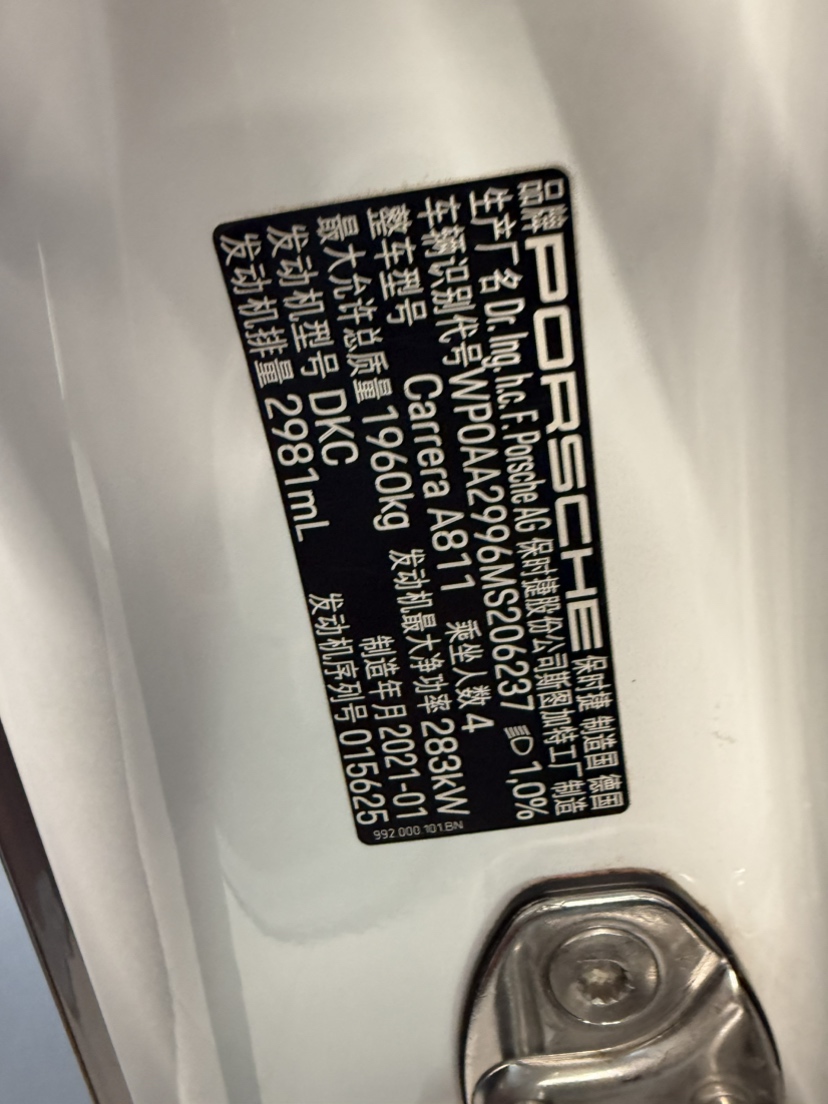 品牌 PORSCHE 保时捷 制造国 德国
生产厂名 Dr. Ing. h.c. F. Porsche AG 保时捷股份公司斯图加特工厂 制造
车辆识别代号 WP0AA2996MS206237 1,0%
整车型号 Carrera A811 乘坐人数 4
最大允许总质量 1960kg 发动机最大净功率 283kW
发动机型号 DKC 制造年月 2021-01
发动机排量 2981mL 发动机序列号 015625
992.000.101.BN